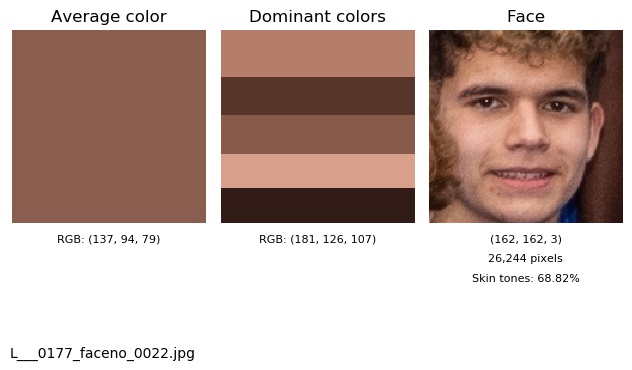 Average color
Dominant colors
Face
RGB: (137, 94, 79)
RGB: (181, 126, 107)
(162, 162, 3)
26,244 pixels
Skin tones: 68.82%
L___0177_faceno_0022.jpg